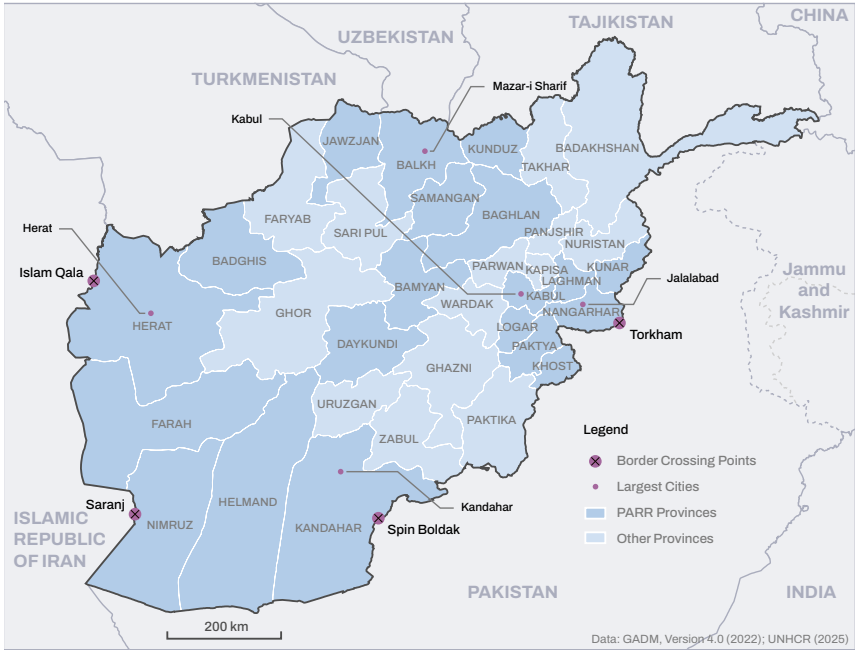 CHINA
TAJIKISTAN
UZBEKISTAN
TURKMENISTAN
Mazar-i Sharif
Kabul
JAWZJAN
BALKH
KUNDUZ
TAKHAR
BADAKHSHAN
SAMANGAN
BAGHLAN
FARYAB
SARI PUL
PANJSHIR
NURISTAN
Herat
BADGHIS
PARWAN
KAPISA
KUNAR
LAGHMAN
Islam Qala
BAMYAN
KABUL
Jalalabad
Jammu
and
Kashmir
WARDAK
NANGARHAR
GHOR
HERAT
LOGAR
Torkham
DAYKUNDI
PAKTYA
GHAZNI
KHOST
URUZGAN
PAKTIKA
FARAH
ZABUL
Legend
Border Crossing Points
Largest Cities
PARR Provinces
Other Provinces
Saranj
HELMAND
Kandahar
ISLAMIC
REPUBLIC
OF IRAN
NIMRUZ
KANDAHAR
Spin Boldak
PAKISTAN
INDIA
200 km
Data: GADM, Version 4.0 (2022); UNHCR (2025)